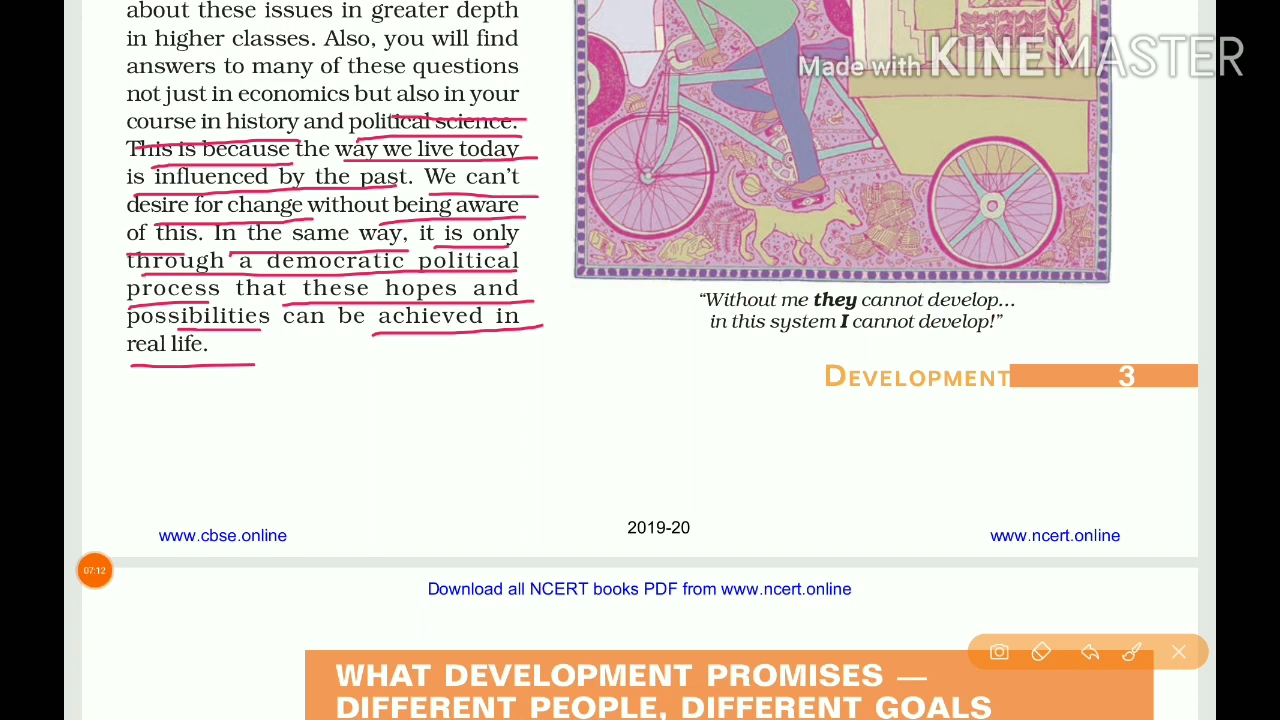 about these issues in greater depth
in higher classes. Also, you will find
answers to many of these questions
not just in economics but also in your
course in history and political science.
This is because the way we live today
is influenced by the past. We can't
desire for change without being aware
of this. In the same way, it is only
through a democratic political
process that these hopes and
possibilities can be achieved in
real life.
Made with KINEMASTER
“Without me they cannot develop...
in this system I cannot develop!”
DEVELOPMENT 3
www.cbse.online
2019-20
www.ncert.online
07:12
Download all NCERT books PDF from www.ncert.online
WHAT DEVELOPMENT PROMISES —
DIFFERENT PEOPLE, DIFFERENT GOALS